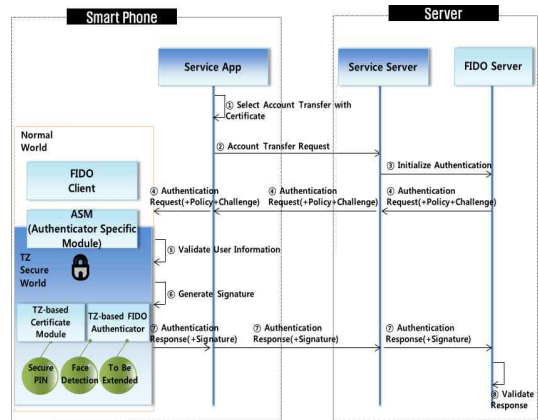 Smart Phone
Server
Service App
Service Server
FIDO Server
① Select Account Transfer with
Certificate
② Account Transfer Request
③ Initialize Authentication
Normal
World
FIDO
Client
④ Authentication
Request(+Policy+Challenge)
④ Authentication
Request(+Policy+Challenge)
④ Authentication
Request(+Policy+Challenge)
ASM
(Authenticator Specific
Module)
TZ
Secure
World
⑤ Validate User Information
⑥ Generate Signature
TZ-based
Certificate
Module
TZ-based FIDO
Authenticator
⑦ Authentication
Response(+Signature)
⑦ Authentication
Response(+Signature)
⑦ Authentication
Response(+Signature)
Secure
PIN
Face
Detection
To Be
Extended
⑧ Validate
Response